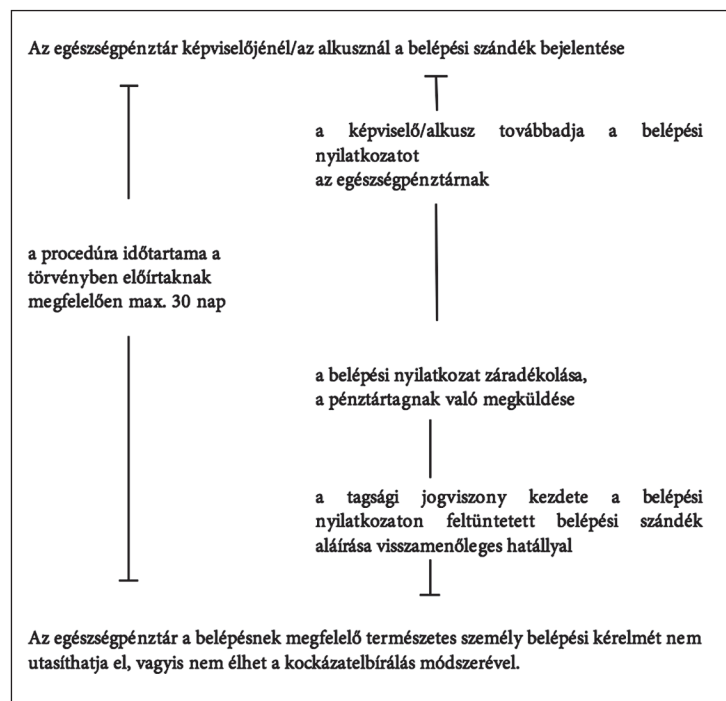 Az egészségpénztár képviselőjénél/az alkusznál a belépési szándék bejelentése
a képviselő/alkusz továbbadja a belépési
nyilatkozatot
az egészségpénztárnak
a procedúra időtartama a
törvényben előírtaknak
megfelelően max. 30 nap
a belépési nyilatkozat záradékolása,
a pénztártagnak való megküldése
a tagsági jogviszony kezdete a belépési
nyilatkozaton feltüntetett belépési szándék
aláírása visszamenőleges hatállyal
Az egészségpénztár a belépésnek megfelelő természetes személy belépési kérelmét nem
utasíthatja el, vagyis nem élhet a kockázatelbírálás módszerével.